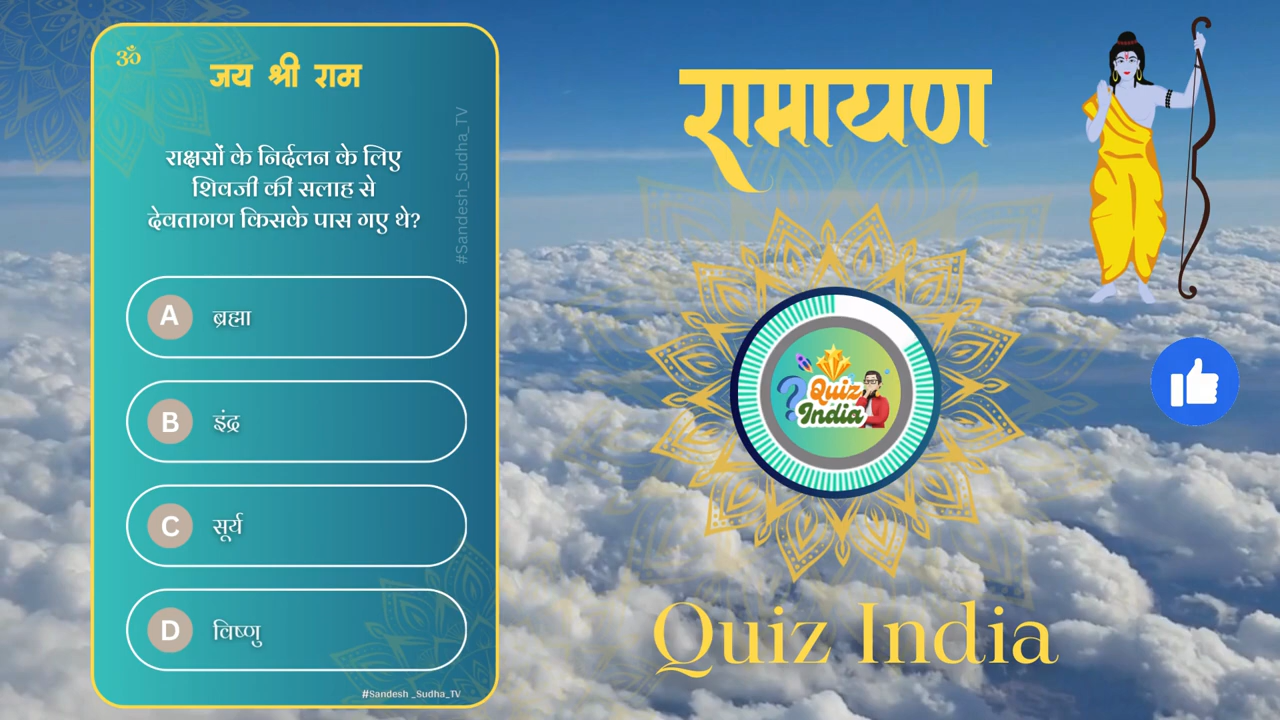 ॐ
जय श्री राम
राक्षसों के निर्दलन के लिए
शिवजी की सलाह से
देवतागण किसके पास गए थे?
#Sandesh_Sudha_TV
A ब्रह्मा
B इंद्र
C सूर्य
D विष्णु
#Sandesh _Sudha_TV
रामायण
?
Quiz
India
Quiz India